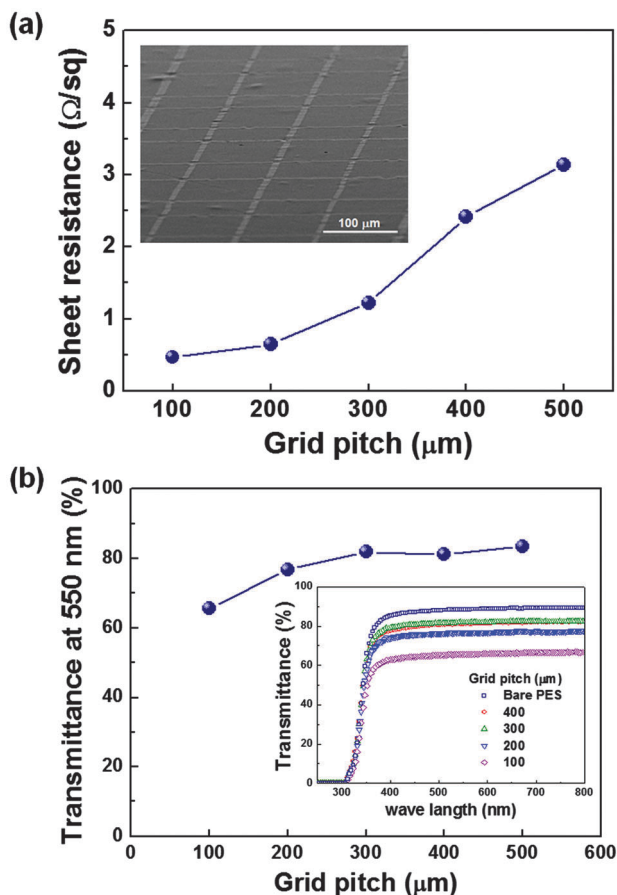 (a)
Sheet resistance (Ω/sq)
5
4
3
2
1
0
100 μm
100 200 300 400 500
Grid pitch (μm)
(b)
Transmittance at 550 nm (%)
100
80
60
40
20
0
Transmittance (%)
100
80
60
40
20
0
Grid pitch (μm)
Bare PES
400
300
200
100
300 400 500 600 700 800
wave length (nm)
0 100 200 300 400 500 600
Grid pitch (μm)